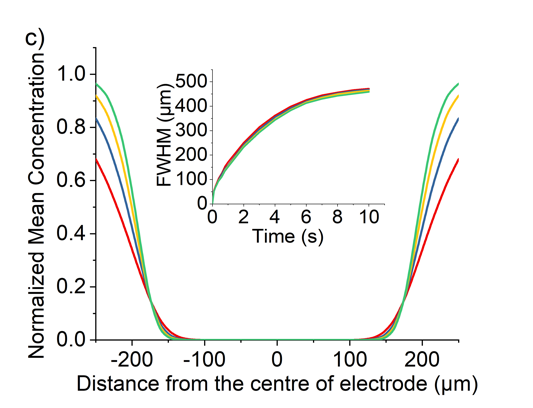 c)
Normalized Mean Concentration
1.0
0.8
0.6
0.4
0.2
0.0
-200 -100 0 100 200
Distance from the centre of electrode (μm)
FWHM (μm)
500
400
300
200
100
0
0 2 4 6 8 10
Time (s)